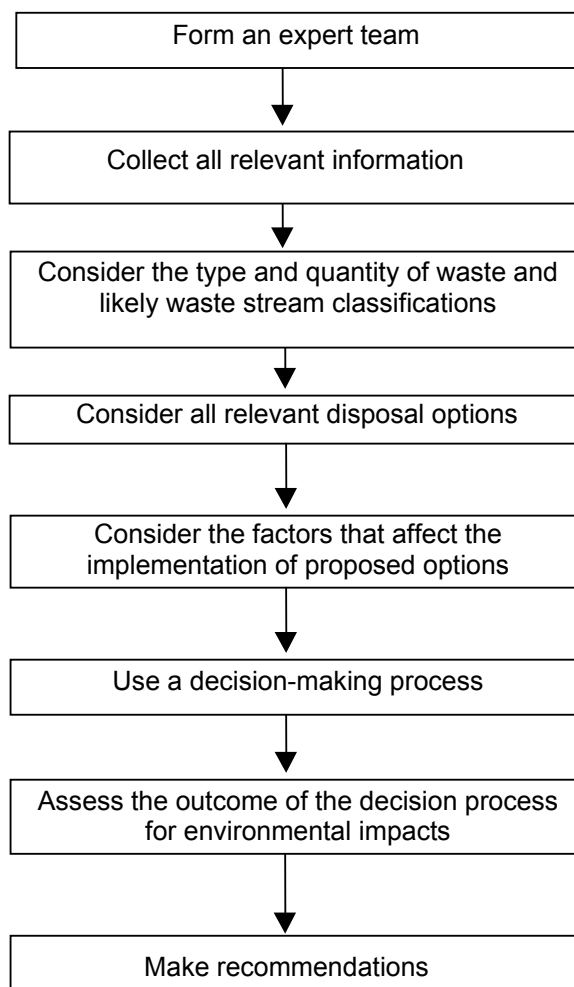 Form an expert team
Collect all relevant information
Consider the type and quantity of waste and
likely waste stream classifications
Consider all relevant disposal options
Consider the factors that affect the
implementation of proposed options
Use a decision-making process
Assess the outcome of the decision process
for environmental impacts
Make recommendations